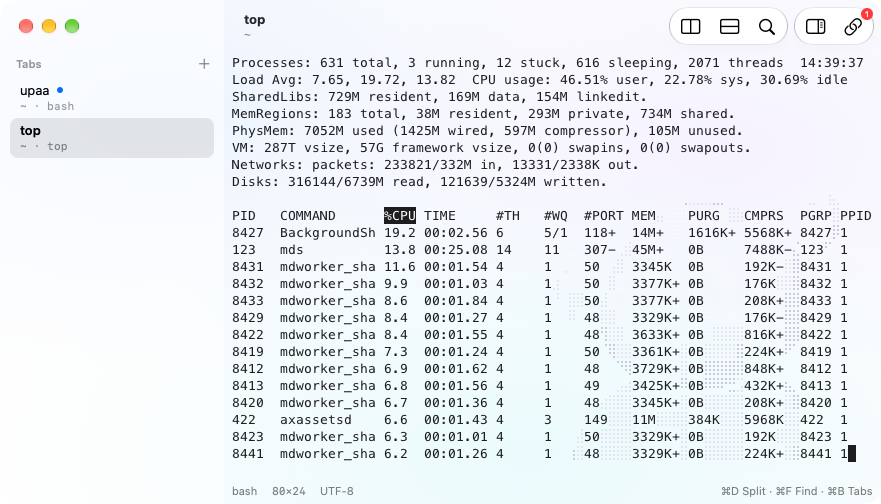 top
~
1
Tabs
upaa
~ · bash
top
~ · top
Processes: 631 total, 3 running, 12 stuck, 616 sleeping, 2071 threads  14:39:37
Load Avg: 7.65, 19.72, 13.82  CPU usage: 46.51% user, 22.78% sys, 30.69% idle
SharedLibs: 729M resident, 169M data, 154M linkedit.
MemRegions: 183 total, 38M resident, 293M private, 734M shared.
PhysMem: 7052M used (1425M wired, 597M compressor), 105M unused.
VM: 287T vsize, 57G framework vsize, 0(0) swapins, 0(0) swapouts.
Networks: packets: 233821/332M in, 13331/2338K out.
Disks: 316144/6739M read, 121639/5324M written.
PID   COMMAND      %CPU TIME     #TH   #WQ  #PORT MEM    PURG   CMPRS  PGRP PPID
8427  BackgroundSh 19.2 00:02.56 6     5/1  118+  14M+   1616K+ 5568K+ 8427 1
123   mds          13.8 00:25.08 14    11   307-  45M+   0B     7488K- 123  1
8431  mdworker_sha 11.6 00:01.54 4     1    50    3345K  0B     192K-  8431 1
8432  mdworker_sha 9.9  00:01.03 4     1    50    3377K+ 0B     176K   8432 1
8433  mdworker_sha 8.6  00:01.84 4     1    50    3377K+ 0B     208K+  8433 1
8429  mdworker_sha 8.4  00:01.27 4     1    48    3329K+ 0B     176K-  8429 1
8422  mdworker_sha 8.4  00:01.55 4     1    48    3633K+ 0B     816K+  8422 1
8419  mdworker_sha 7.3  00:01.24 4     1    50    3361K+ 0B     224K+  8419 1
8412  mdworker_sha 6.9  00:01.62 4     1    48    3729K+ 0B     848K+  8412 1
8413  mdworker_sha 6.8  00:01.56 4     1    49    3425K+ 0B     432K+  8413 1
8420  mdworker_sha 6.7  00:01.36 4     1    48    3345K+ 0B     208K+  8420 1
422   axassetsd    6.6  00:01.43 4     3    149   11M    384K   5968K  422  1
8423  mdworker_sha 6.3  00:01.01 4     1    50    3329K+ 0B     192K   8423 1
8441  mdworker_sha 6.2  00:01.26 4     1    48    3329K+ 0B     224K+  8441 1
bash  80×24  UTF-8
⌘D Split · ⌘F Find · ⌘B Tabs